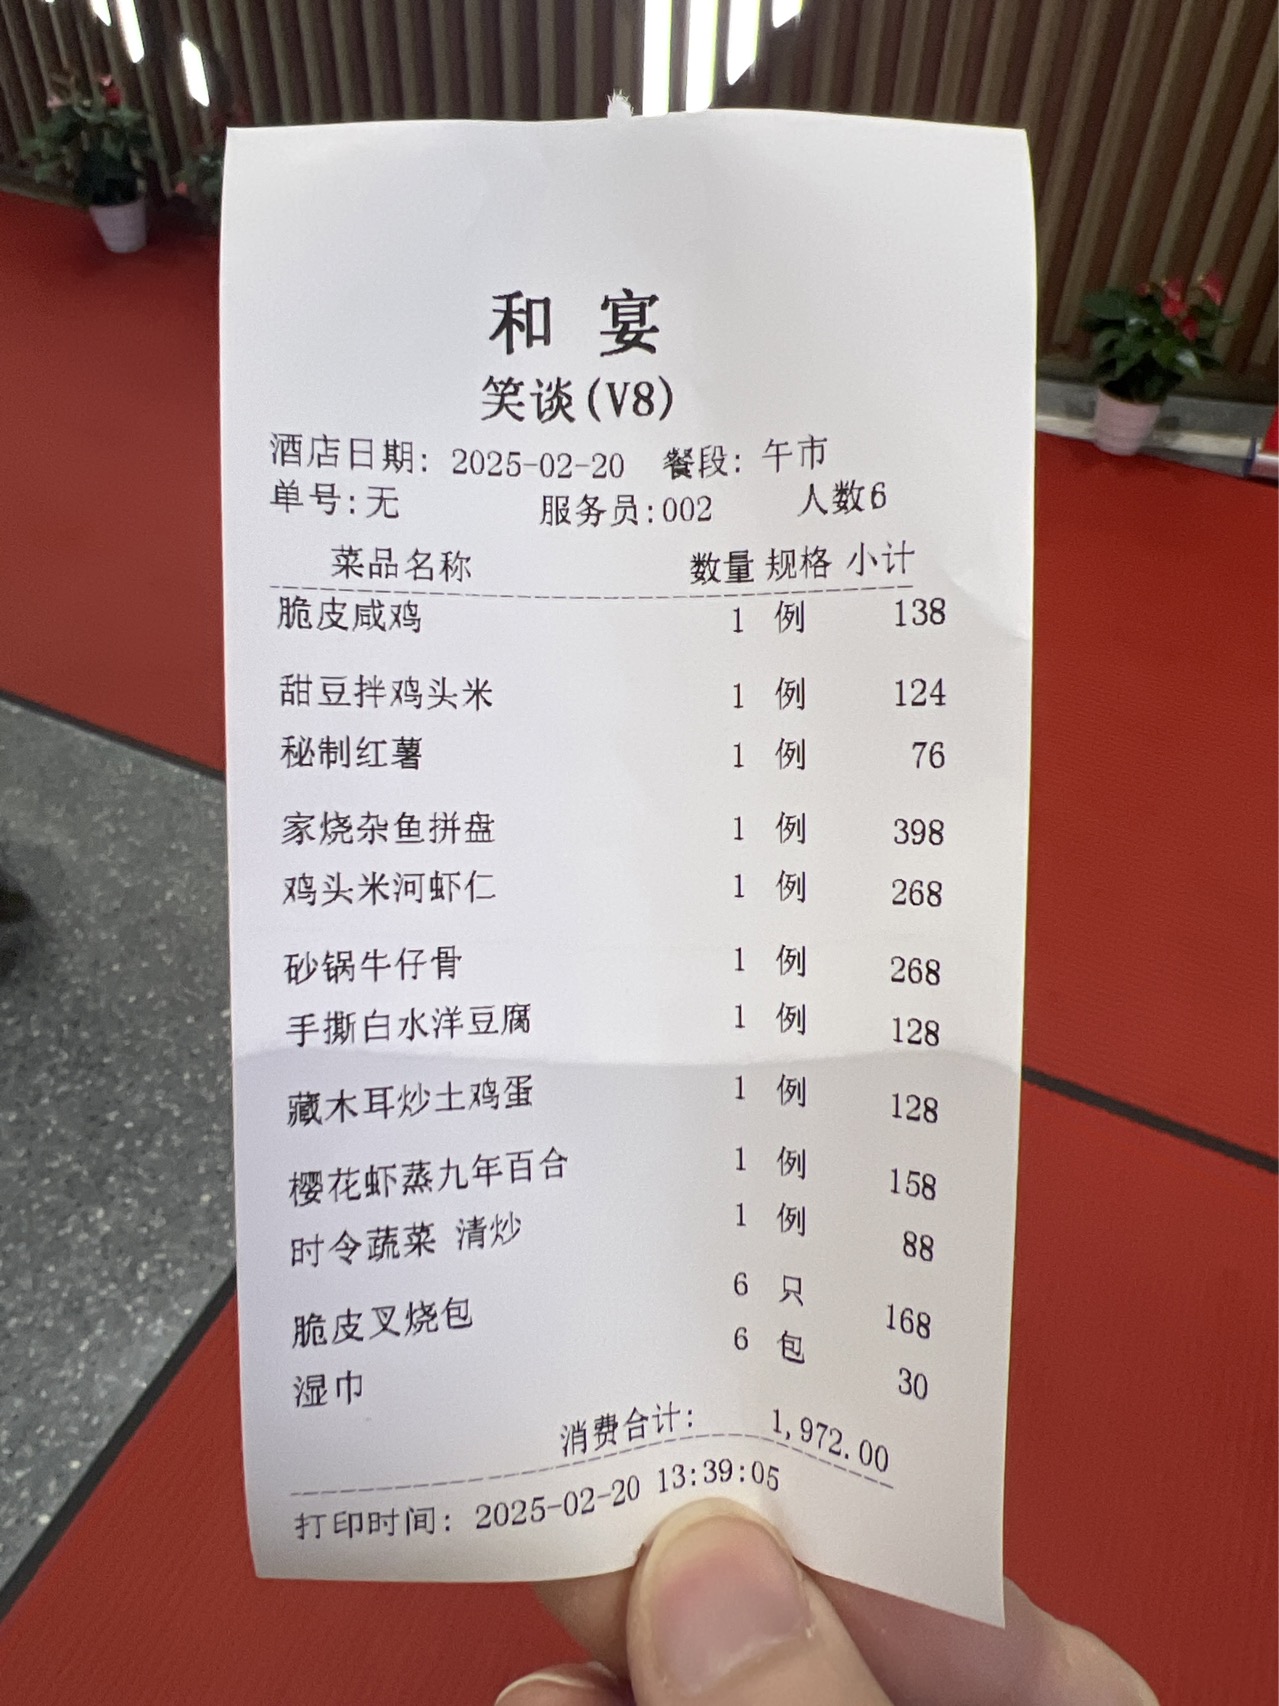 和 宴
笑谈(V8)
酒店日期: 2025-02-20 餐段: 午市
单号:无 服务员:002 人数6
菜品名称 数量 规格 小计
脆皮咸鸡 1 例 138
甜豆拌鸡头米 1 例 124
秘制红薯 1 例 76
家烧杂鱼拼盘 1 例 398
鸡头米河虾仁 1 例 268
砂锅牛仔骨 1 例 268
手撕白水洋豆腐 1 例 128
藏木耳炒土鸡蛋 1 例 128
樱花虾蒸九年百合 1 例 158
时令蔬菜 清炒 1 例 88
脆皮叉烧包 6 只 168
湿巾 6 包 30
消费合计: 1,972.00
打印时间: 2025-02-20 13:39:05